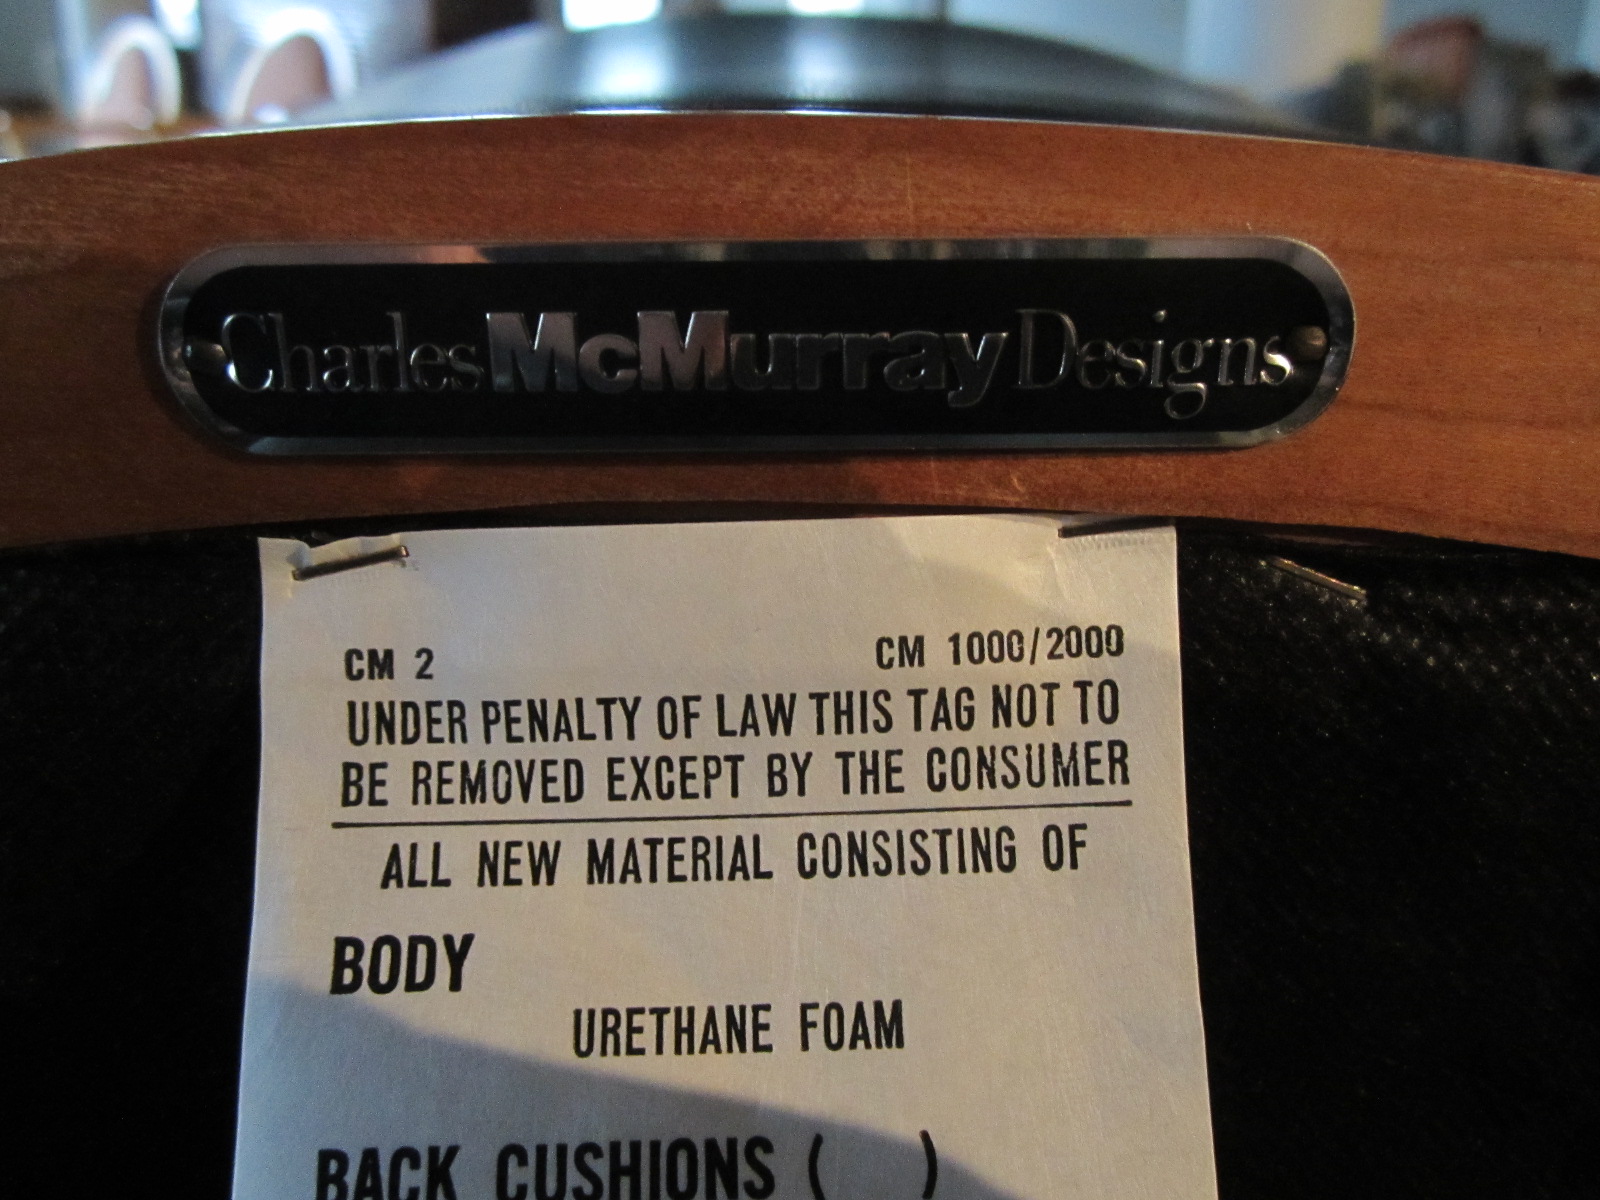 Charles McMurray Designs
CM 2 CM 1000/2000
UNDER PENALTY OF LAW THIS TAG NOT TO
BE REMOVED EXCEPT BY THE CONSUMER
ALL NEW MATERIAL CONSISTING OF
BODY
URETHANE FOAM
BACK CUSHIONS ( )